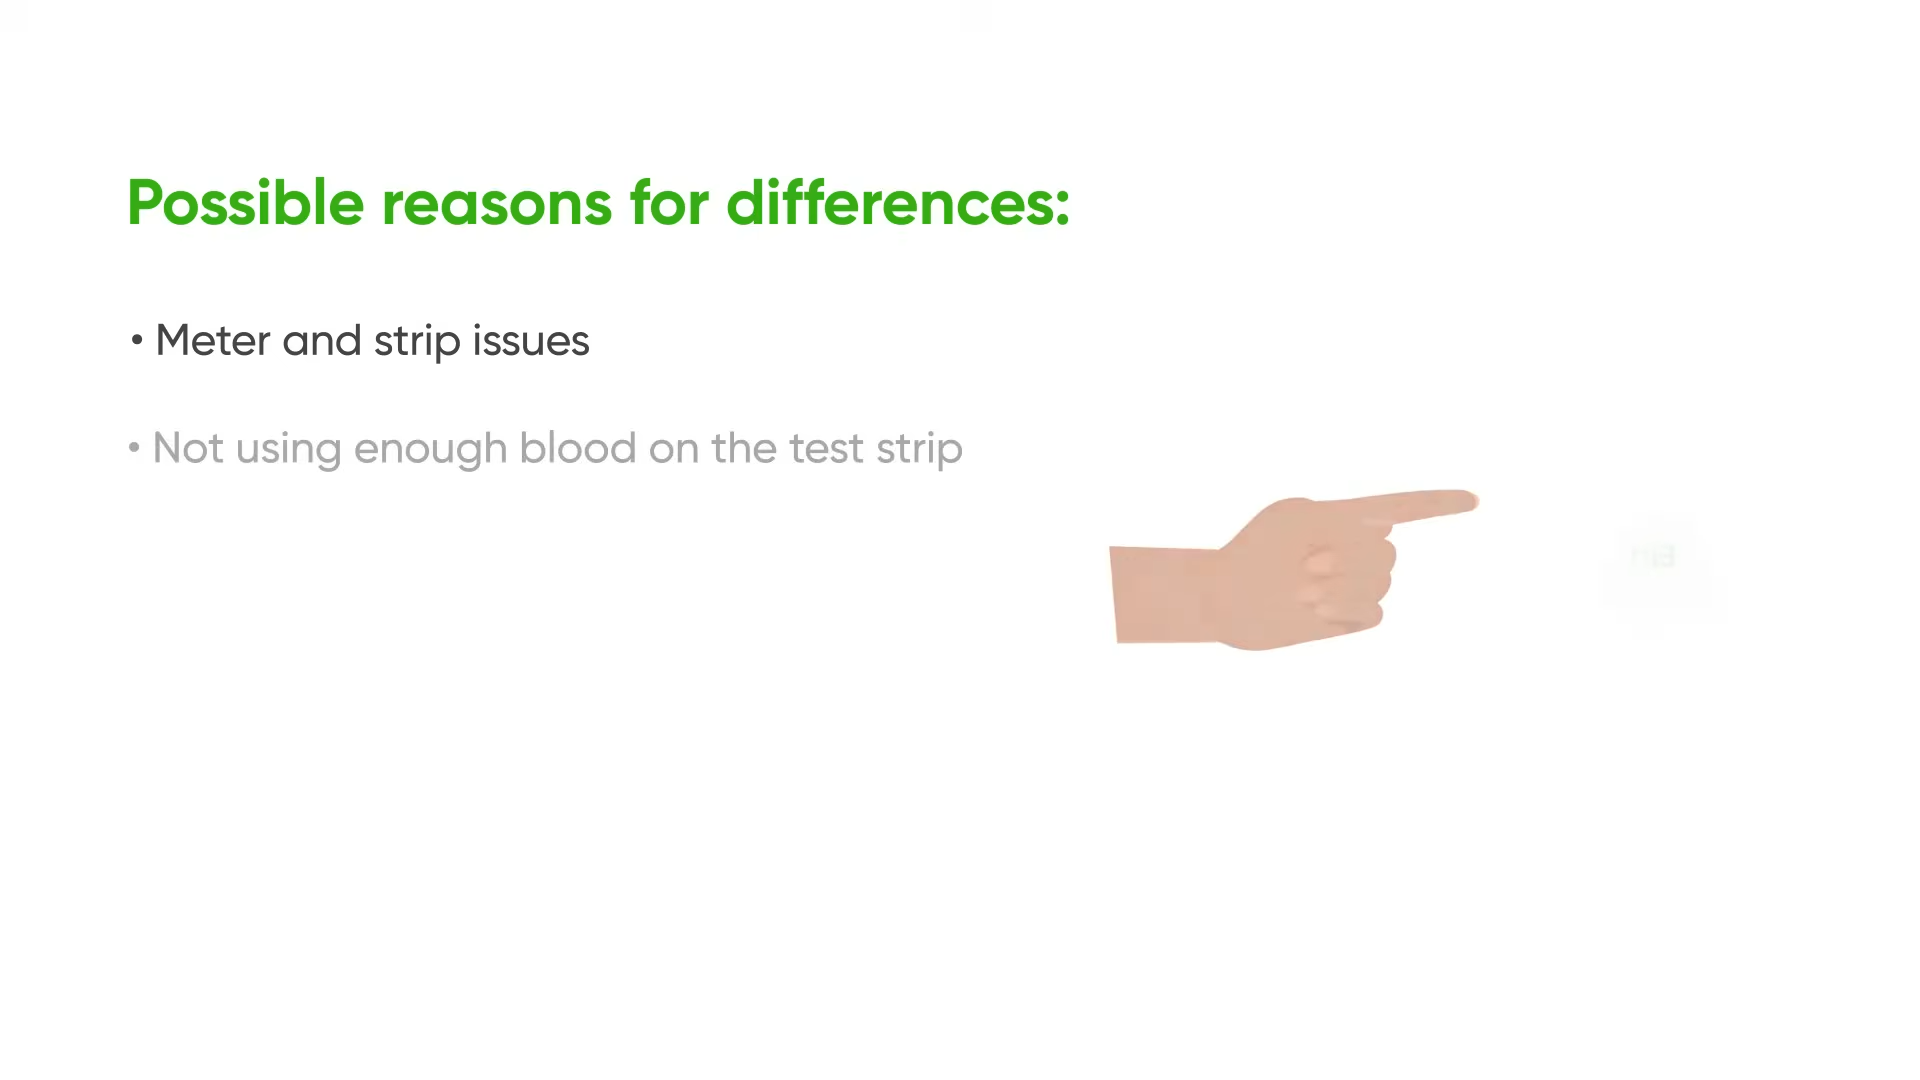 Possible reasons for differences:
• Meter and strip issues
• Not using enough blood on the test strip